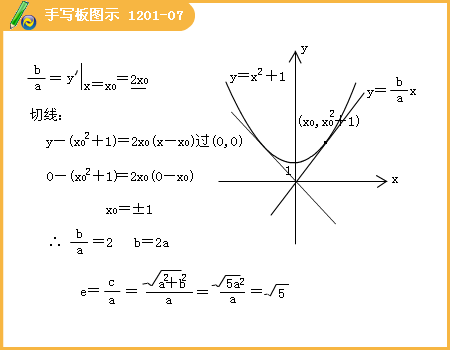 手写板图示 1201-07
b/a = y′|x=x₀ = 2x₀
切线:
y-(x₀²+1)=2x₀(x-x₀)过(0,0)
0-(x₀²+1)=2x₀(0-x₀)
x₀=±1
∴ b/a =2 b=2a
e= c/a = √a²+b²/a = √5a²/a = √5
y
y=x²+1
y= b/a x
(x₀,x₀²+1)
1
x